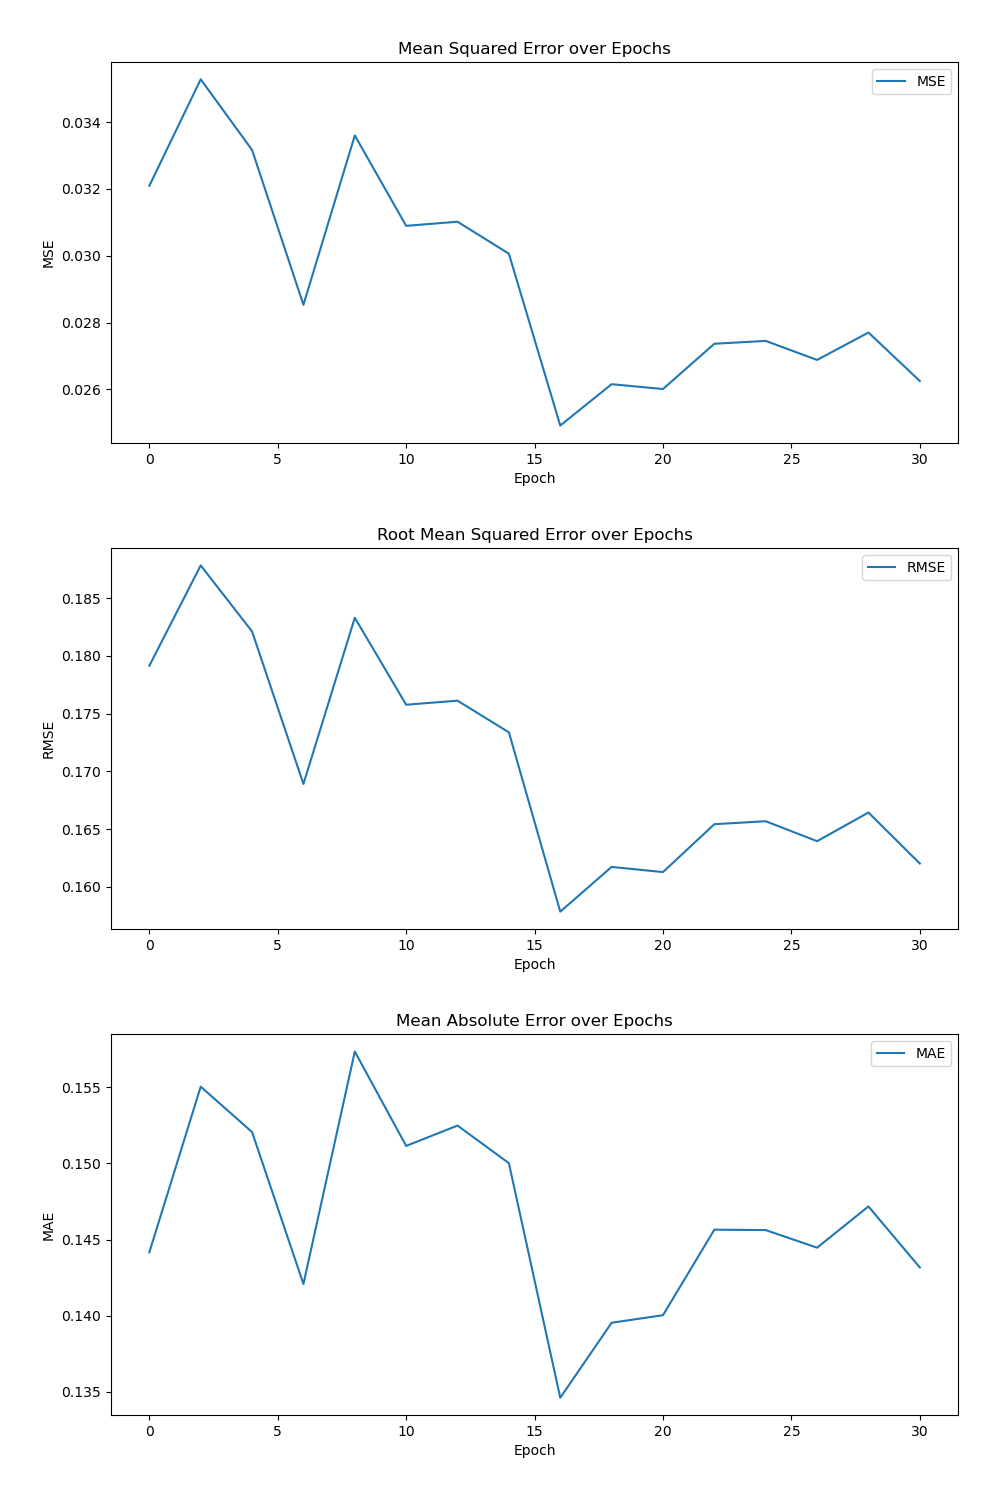 Mean Squared Error over Epochs
MSE
0.034
0.032
0.030
0.028
0.026
MSE
0 5 10 15 20 25 30
Epoch
Root Mean Squared Error over Epochs
RMSE
0.185
0.180
0.175
0.170
0.165
0.160
RMSE
0 5 10 15 20 25 30
Epoch
Mean Absolute Error over Epochs
MAE
0.155
0.150
0.145
0.140
0.135
MAE
0 5 10 15 20 25 30
Epoch